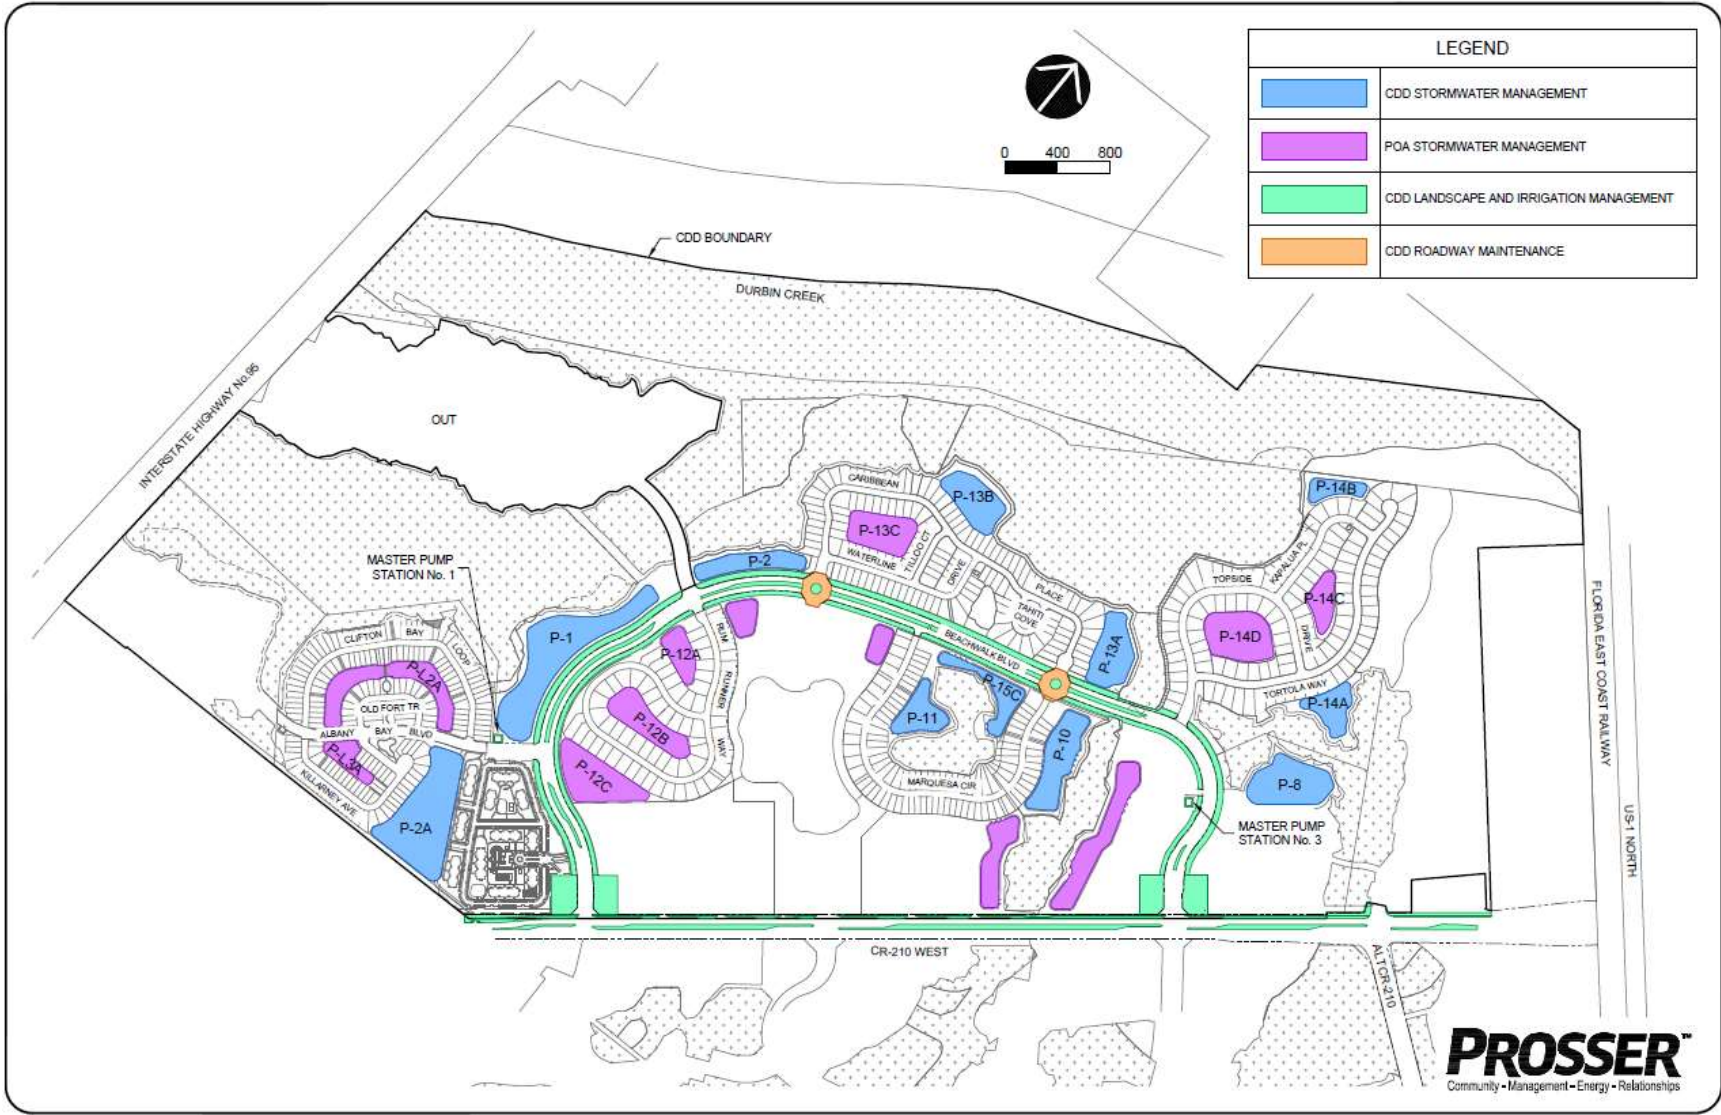 LEGEND
CDD STORMWATER MANAGEMENT
POA STORMWATER MANAGEMENT
CDD LANDSCAPE AND IRRIGATION MANAGEMENT
CDD ROADWAY MAINTENANCE
0 400 800
CDD BOUNDARY
DURBIN CREEK
INTERSTATE HIGHWAY No.95
OUT
CARIBBEAN
P-13B
P-14B
P-13C
TILLOO CT
WATERLINE
DRIVE
PLACE
TAHITI
COVE
MASTER PUMP
STATION No. 1
P-2
KAPALUA PL
TOPSIDE
P-14C
P-14D
DRIVE
TORTOLA WAY
P-14A
FLORIDA EAST COAST RAILWAY
CLIFTON
BAY
LOOP
P-1
RUM
RUNNER
WAY
P-12A
BEACHWALK BLVD
P-13A
P-L2A
OLD FORT TR
P-15C
P-11
P-12B
ALBANY
BAY
BLVD
P-10
P-L3A
P-12C
MARQUESA CIR
P-8
KILLARNEY AVE
P-2A
MASTER PUMP
STATION No. 3
US-1 NORTH
CR-210 WEST
ALT CR-210
PROSSER™
Community - Management - Energy - Relationships